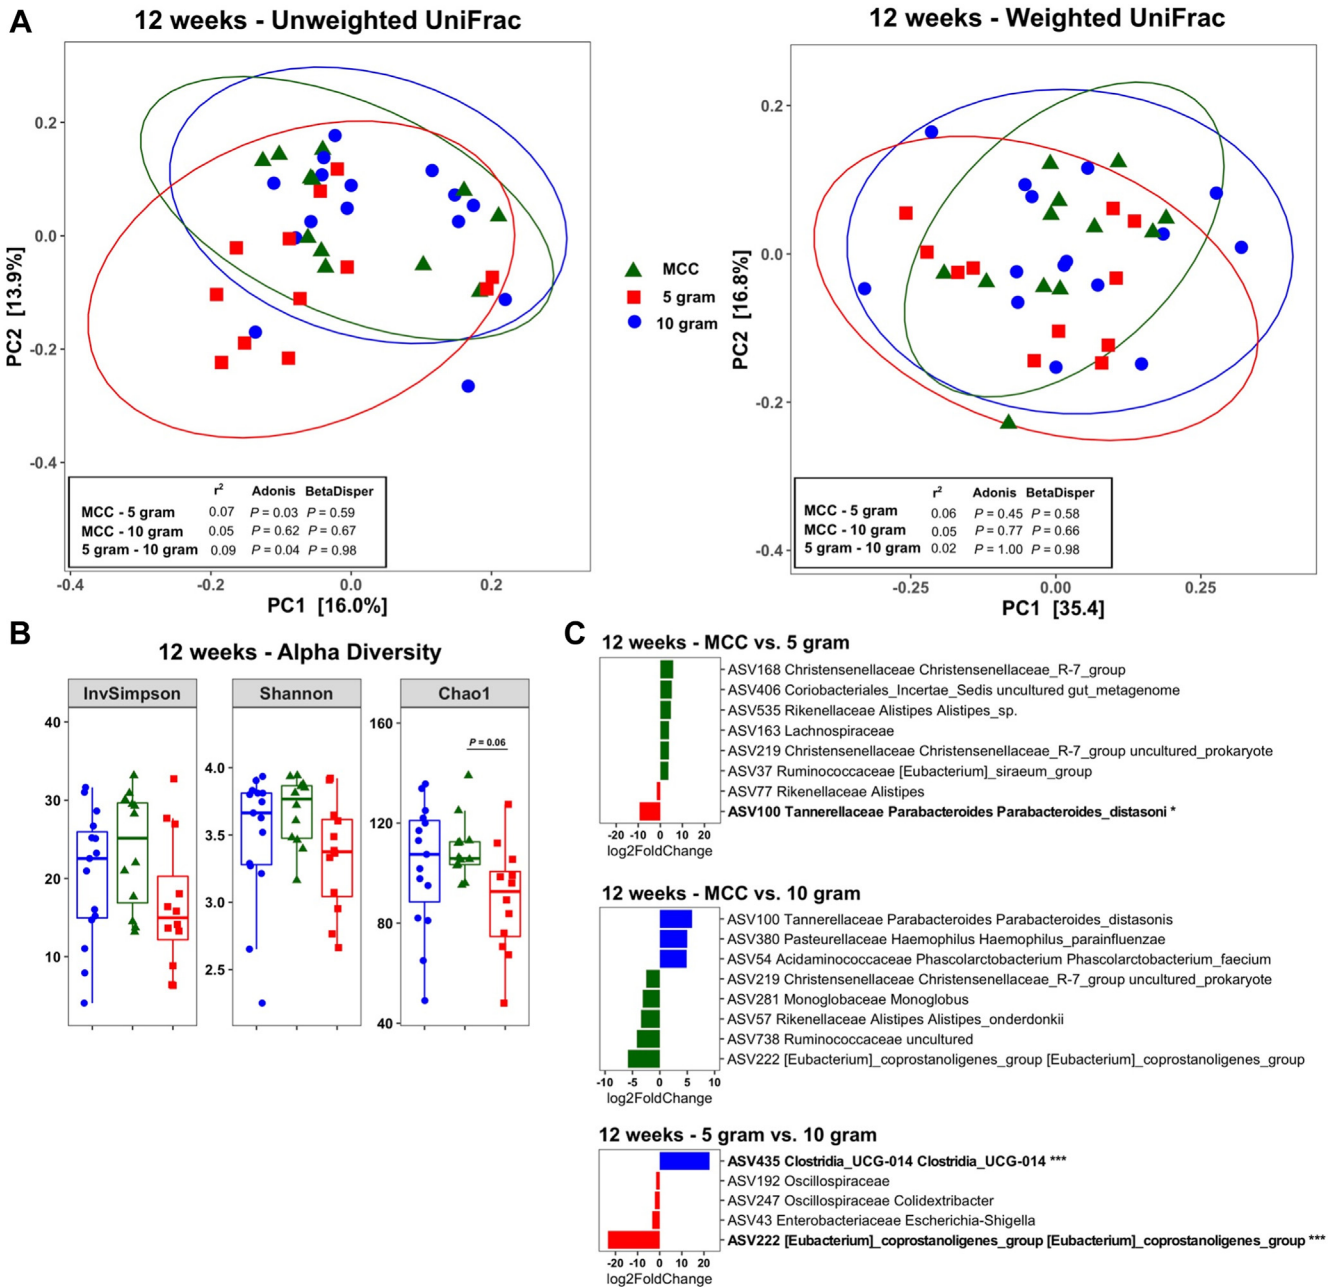 A
12 weeks - Unweighted UniFrac
0.2
0.0
-0.2
-0.4
PC2 [13.9%]
r2 Adonis BetaDisper
MCC - 5 gram 0.07 P = 0.03 P = 0.59
MCC - 10 gram 0.05 P = 0.62 P = 0.67
5 gram - 10 gram 0.09 P = 0.04 P = 0.98
-0.4 -0.2 0.0 0.2
PC1 [16.0%]
MCC
5 gram
10 gram
12 weeks - Weighted UniFrac
0.2
0.0
-0.2
-0.4
PC2 [16.8%]
r2 Adonis BetaDisper
MCC - 5 gram 0.06 P = 0.45 P = 0.58
MCC - 10 gram 0.05 P = 0.77 P = 0.66
5 gram - 10 gram 0.02 P = 1.00 P = 0.98
-0.25 0.00 0.25
PC1 [35.4]
B
12 weeks - Alpha Diversity
InvSimpson Shannon Chao1
40
30
20
10
4.0
3.5
3.0
2.5
160
120
80
40
P = 0.06
C
12 weeks - MCC vs. 5 gram
ASV168 Christensenellaceae Christensenellaceae_R-7_group
ASV406 Coriobacteriales_Incertae_Sedis uncultured gut_metagenome
ASV535 Rikenellaceae Alistipes Alistipes_sp.
ASV163 Lachnospiraceae
ASV219 Christensenellaceae Christensenellaceae_R-7_group uncultured_prokaryote
ASV37 Ruminococcaceae [Eubacterium]_siraeum_group
ASV77 Rikenellaceae Alistipes
ASV100 Tannerellaceae Parabacteroides Parabacteroides_distasoni *
-20 -10 0 10 20
log2FoldChange
12 weeks - MCC vs. 10 gram
ASV100 Tannerellaceae Parabacteroides Parabacteroides_distasonis
ASV380 Pasteurellaceae Haemophilus Haemophilus_parainfluenzae
ASV54 Acidaminococcaceae Phascolarctobacterium Phascolarctobacterium_faecium
ASV219 Christensenellaceae Christensenellaceae_R-7_group uncultured_prokaryote
ASV281 Monoglobaceae Monoglobus
ASV57 Rikenellaceae Alistipes Alistipes_onderdonkii
ASV738 Ruminococcaceae uncultured
ASV222 [Eubacterium]_coprostanoligenes_group [Eubacterium]_coprostanoligenes_group
-10 -5 0 5 10
log2FoldChange
12 weeks - 5 gram vs. 10 gram
ASV435 Clostridia_UCG-014 Clostridia_UCG-014 ***
ASV192 Oscillospiraceae
ASV247 Oscillospiraceae Colidextribacter
ASV43 Enterobacteriaceae Escherichia-Shigella
ASV222 [Eubacterium]_coprostanoligenes_group [Eubacterium]_coprostanoligenes_group ***
-20 -10 0 10 20
log2FoldChange